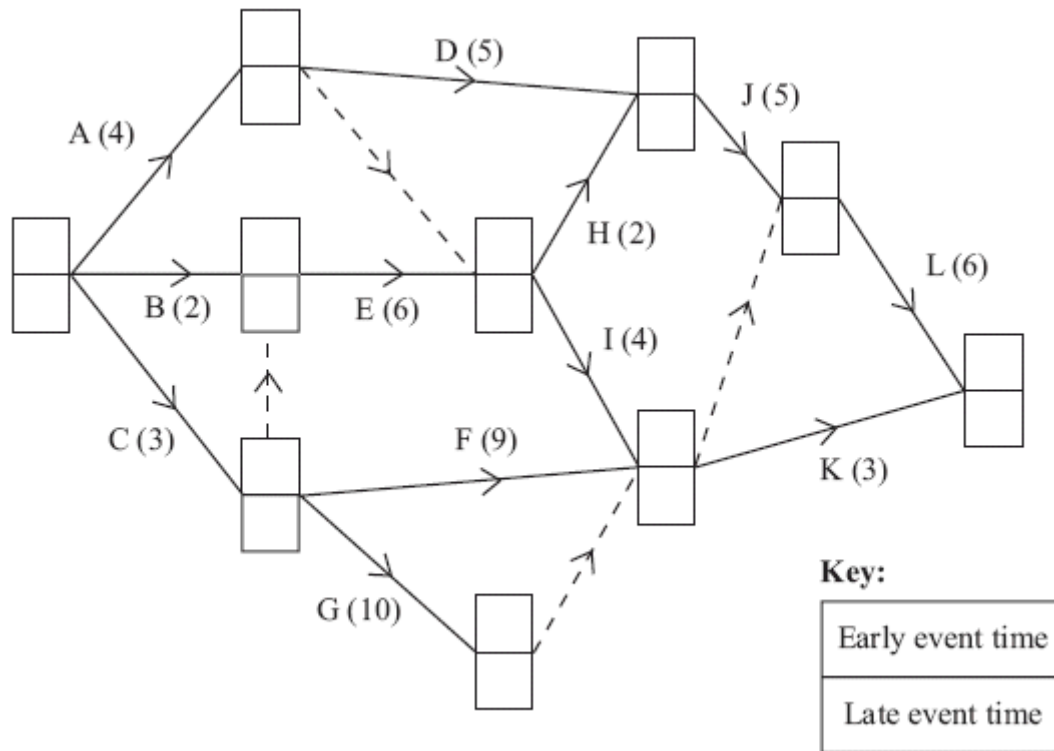 D (5)
J (5)
A (4)
H (2)
B (2)
E (6)
L (6)
I (4)
C (3)
F (9)
K (3)
G (10)
Key:
Early event time
Late event time